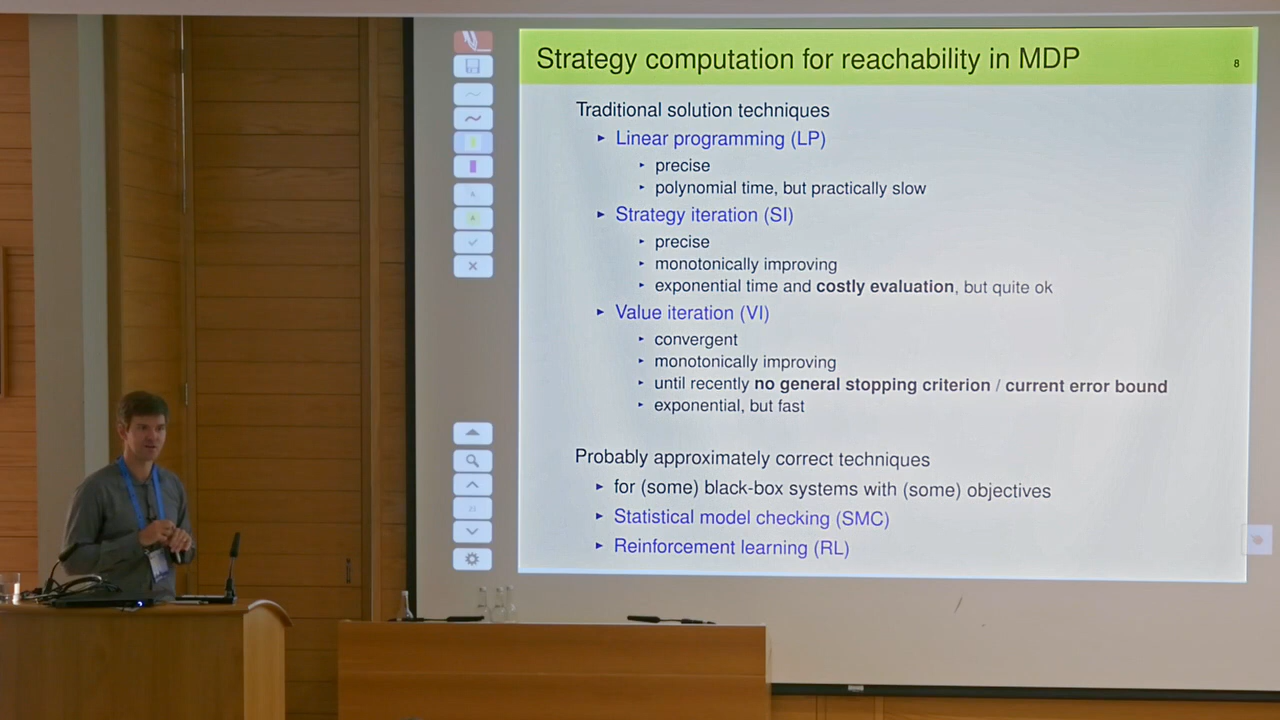 Strategy computation for reachability in MDP
8
Traditional solution techniques
▸ Linear programming (LP)
▸ precise
▸ polynomial time, but practically slow
▸ Strategy iteration (SI)
▸ precise
▸ monotonically improving
▸ exponential time and costly evaluation, but quite ok
▸ Value iteration (VI)
▸ convergent
▸ monotonically improving
▸ until recently no general stopping criterion / current error bound
▸ exponential, but fast
Probably approximately correct techniques
▸ for (some) black-box systems with (some) objectives
▸ Statistical model checking (SMC)
▸ Reinforcement learning (RL)